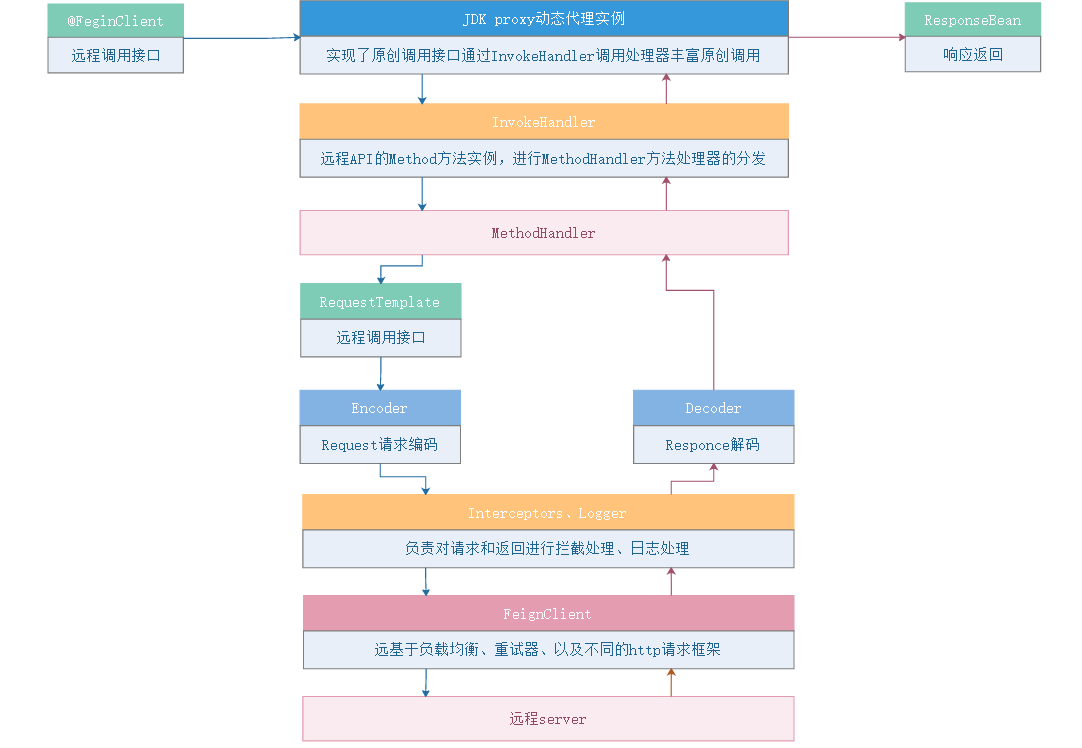 @FeginClient
远程调用接口
JDK proxy动态代理实例
实现了原创调用接口通过InvokeHandler调用处理器丰富原创调用
ResponseBean
响应返回
InvokeHandler
远程API的Method方法实例，进行MethodHandler方法处理器的分发
MethodHandler
RequestTemplate
远程调用接口
Encoder
Request请求编码
Decoder
Responce解码
Interceptors、Logger
负责对请求和返回进行拦截处理、日志处理
FeignClient
远基于负载均衡、重试器、以及不同的http请求框架
远程server